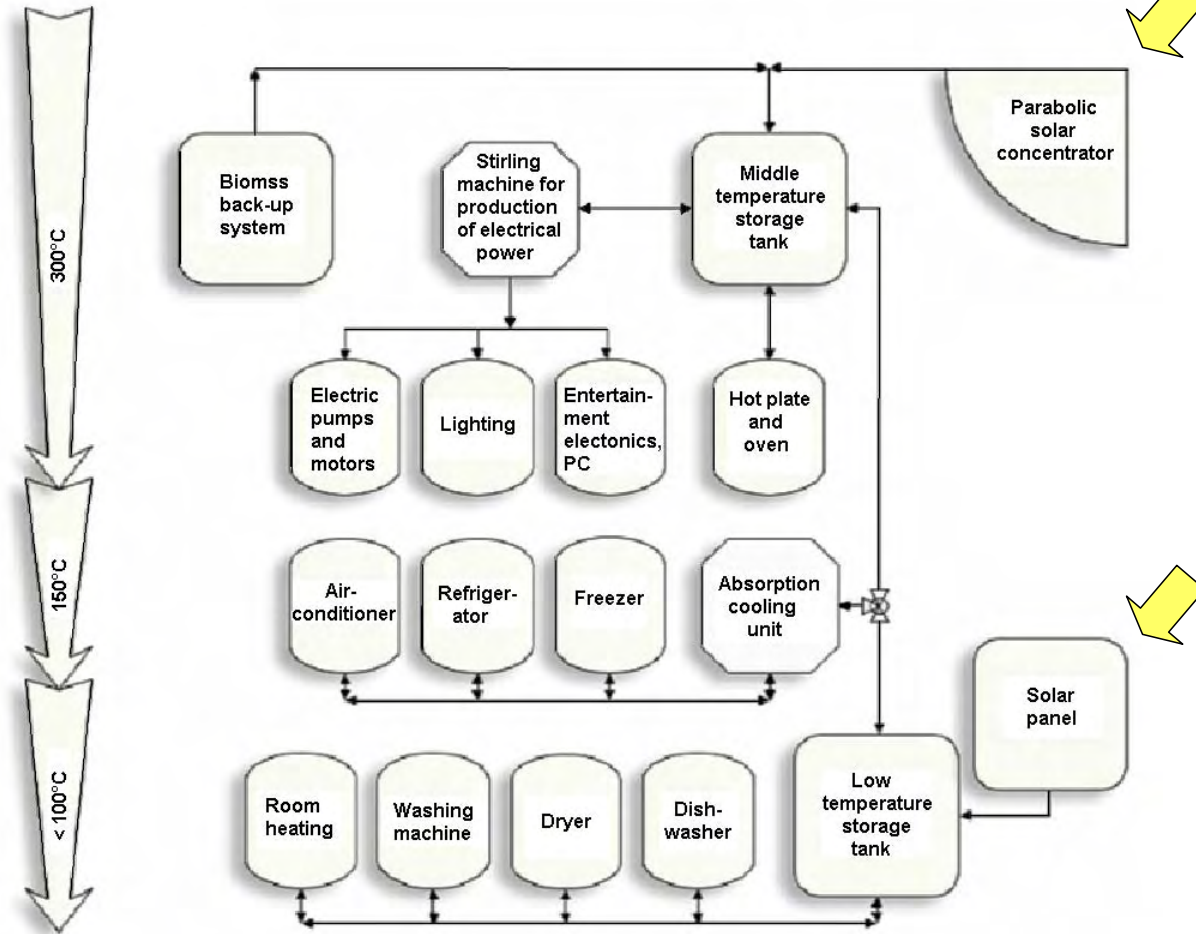 300°C
150°C
< 100°C
Biomss
back-up
system
Stirling
machine for
production
of electrical
power
Middle
temperature
storage
tank
Parabolic
solar
concentrator
Electric
pumps
and
motors
Lighting
Entertain-
ment
electonics,
PC
Hot plate
and
oven
Air-
conditioner
Refriger-
ator
Freezer
Absorption
cooling
unit
Solar
panel
Room
heating
Washing
machine
Dryer
Dish-
washer
Low
temperature
storage
tank